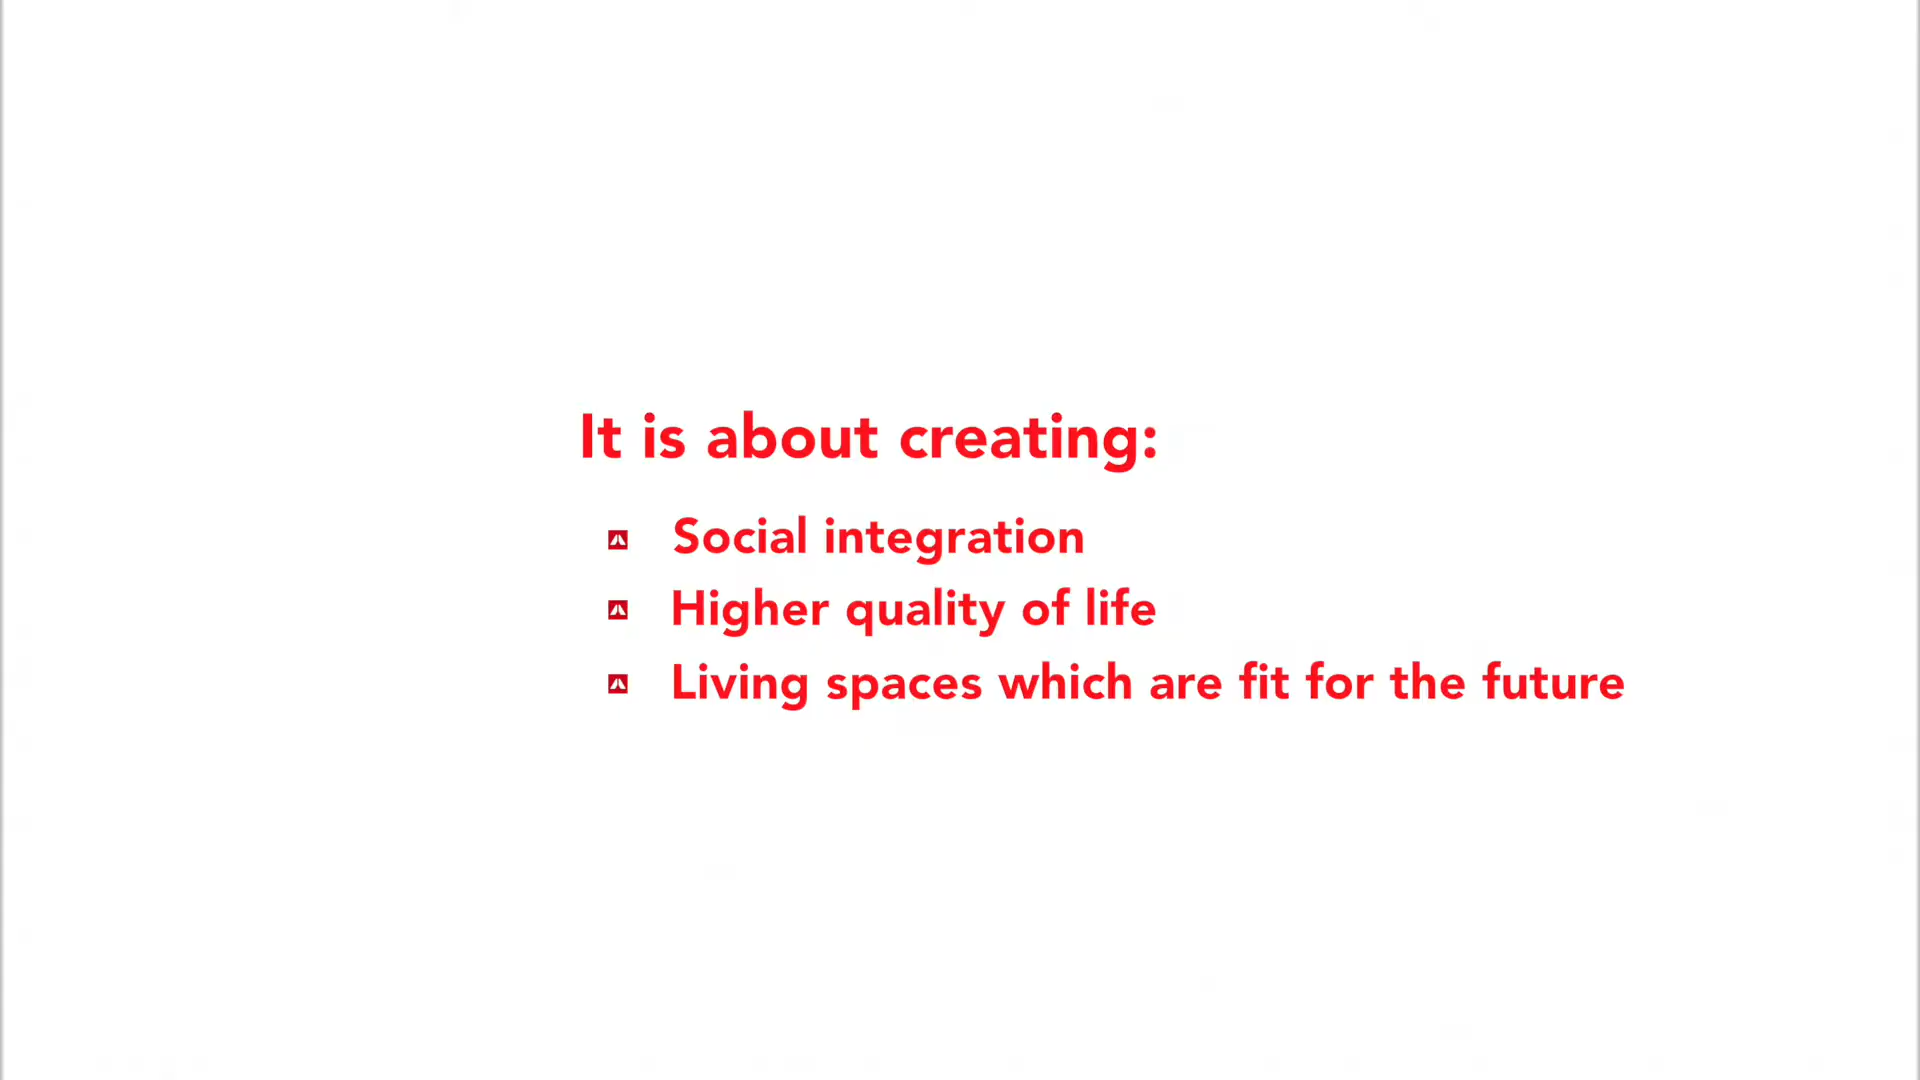 It is about creating:
Social integration
Higher quality of life
Living spaces which are fit for the future